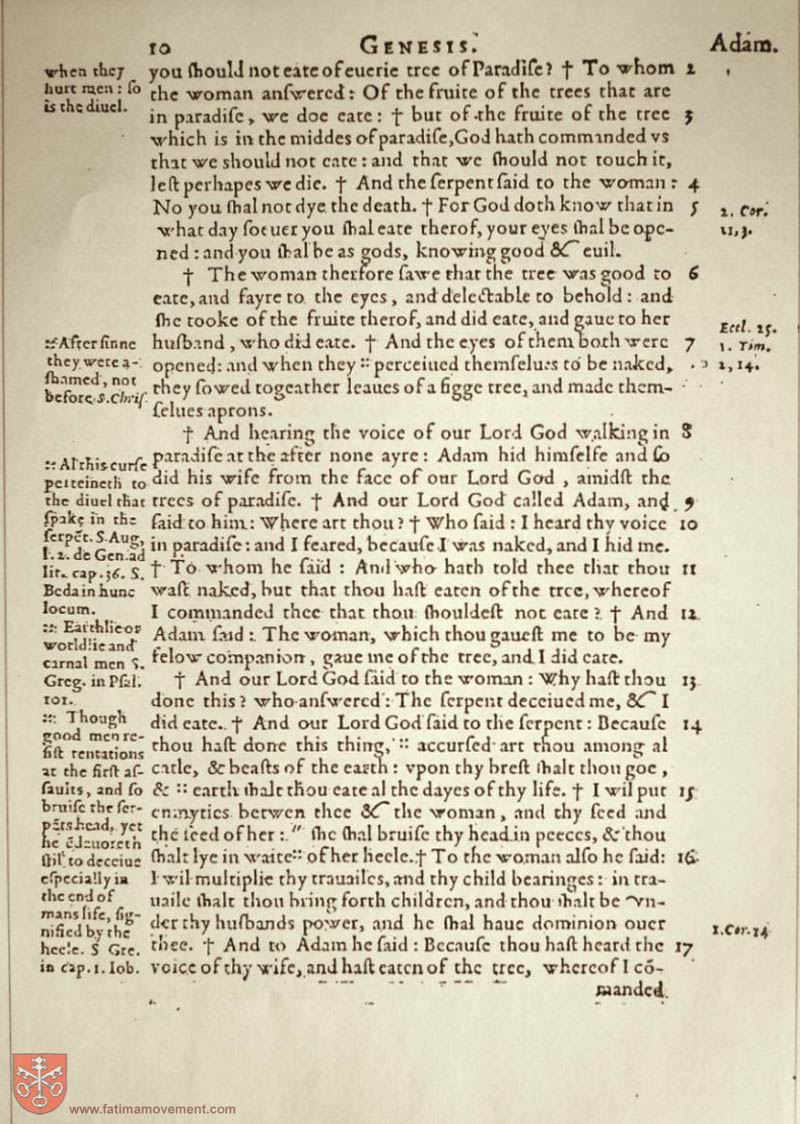 10 GENESIS. Adam.
when they
hurt men : so
is the diuel.
you ſhould not eate of euerie tree of Paradiſe? † To whom 2
the woman anſwered: Of the fruite of the trees that are
in paradiſe, we doe eate: † but of the fruite of the tree 3
which is in the middes of paradiſe, God hath commanded vs
that we ſhould not eate: and that we ſhould not touch it,
leſt perhapes we die. † And the ſerpent ſaid to the woman: 4
No you ſhal not dye the death. † For God doth know that in 5
what day ſoeuer you ſhal eate therof, your eyes ſhal be ope-
ned: and you ſhal be as gods, knowing good & euil.
2. Cor.
11, 3.
† The woman therfore ſawe that the tree was good to 6
eate, and fayre to the eyes, and delectable to behold: and
ſhe tooke of the fruite therof, and did eate, and gaue to her
huſband, who did eate. † And the eyes of them both were 7
opened: and when they :: perceiued themſelues to be naked,
they ſowed togeather leaues of a figge tree, and made them-
ſelues aprons.
Eccl. 25.
1. Tim.
2, 14.
:: After ſinne
they were a-
ſhamed, not
before, S. Chriſ.
† And hearing the voice of our Lord God walking in 8
paradiſe at the after none ayre: Adam hid himſelfe and ſo
did his wife from the face of our Lord God, amidſt the
trees of paradiſe. † And our Lord God called Adam, and 9
ſaid to him: Where art thou? † Who ſaid: I heard thy voice 10
in paradiſe: and I feared, becauſe I was naked, and I hid me.
† To whom he ſaid: And who hath told thee that thou 11
waſt naked, but that thou haſt eaten of the tree, whereof
I commanded thee that thou ſhouldeſt not eate? † And 12
Adam ſaid: The woman, which thou gaueſt me to be my
felow companion, gaue me of the tree, and I did eate.
:: Al this curſe
perteineth to
the diuel that
ſpake in the
ſerpēt. S. Aug.
l. 2. de Gen. ad
lit. cap. 36. S.
Beda in hunc
locum.
:: Earthlie or
worldlie and
carnal men S.
Greg. in Pſal.
101.
† And our Lord God ſaid to the woman: Why haſt thou 13
done this? who anſwered: The ſerpent deceiued me, & I
did eate. † And our Lord God ſaid to the ſerpent: Becauſe 14
thou haſt done this thing, :: accurſed art thou among al
catle, & beaſts of the earth: vpon thy breſt ſhalt thou goe,
& :: earth ſhalt thou eate al the dayes of thy life. † I wil put 15
enmyties betwen thee & the woman, and thy ſeed and
the ſeed of her: " ſhe ſhal bruiſe thy head in peeces, & thou
ſhalt lye in waite :: of her heele. † To the woman alſo he ſaid: 16
I wil multiplie thy trauailes, and thy child bearinges: in tra-
uaile ſhalt thou bring forth children, and thou ſhalt be vn-
der thy huſbands power, and he ſhal haue dominion ouer
thee. † And to Adam he ſaid: Becauſe thou haſt heard the 17
voice of thy wife, and haſt eaten of the tree, whereof I cō-
manded
:: Though
good men re-
ſiſt tentations
at the firſt aſ-
ſaults, and ſo
bruiſe the ſer-
pēts head, yet
he ēdeuoreth
ſtil to deceiue
eſpecially in
the end of
mans life, ſig-
nified by the
heele. S Gre.
in cap. 1. Iob.
1. Cor. 14
www.fatimamovement.com